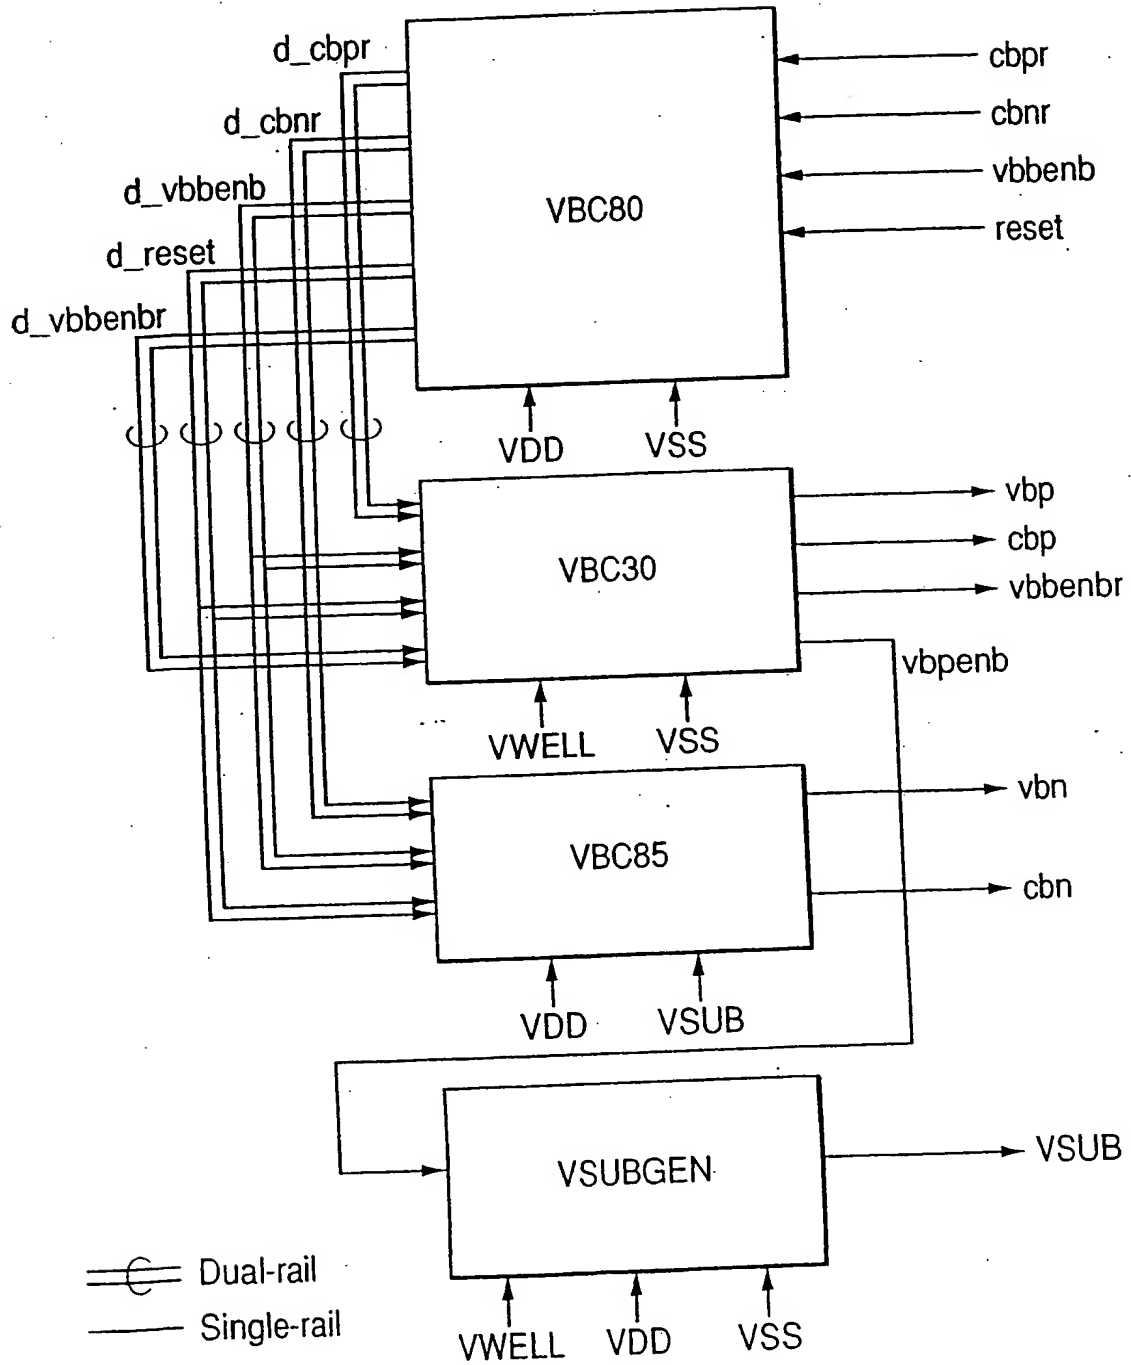 d_cbpr
cbpr
d_cbnr
cbnr
d_vbbenb
VBC80
vbbenb
d_reset
reset
d_vbbenbr
VDD
VSS
vbp
VBC30
cbp
vbbenbr
vbpenb
VWELL
VSS
vbn
VBC85
cbn
VDD
VSUB
VSUBGEN
VSUB
Dual-rail
Single-rail
VWELL
VDD
VSS